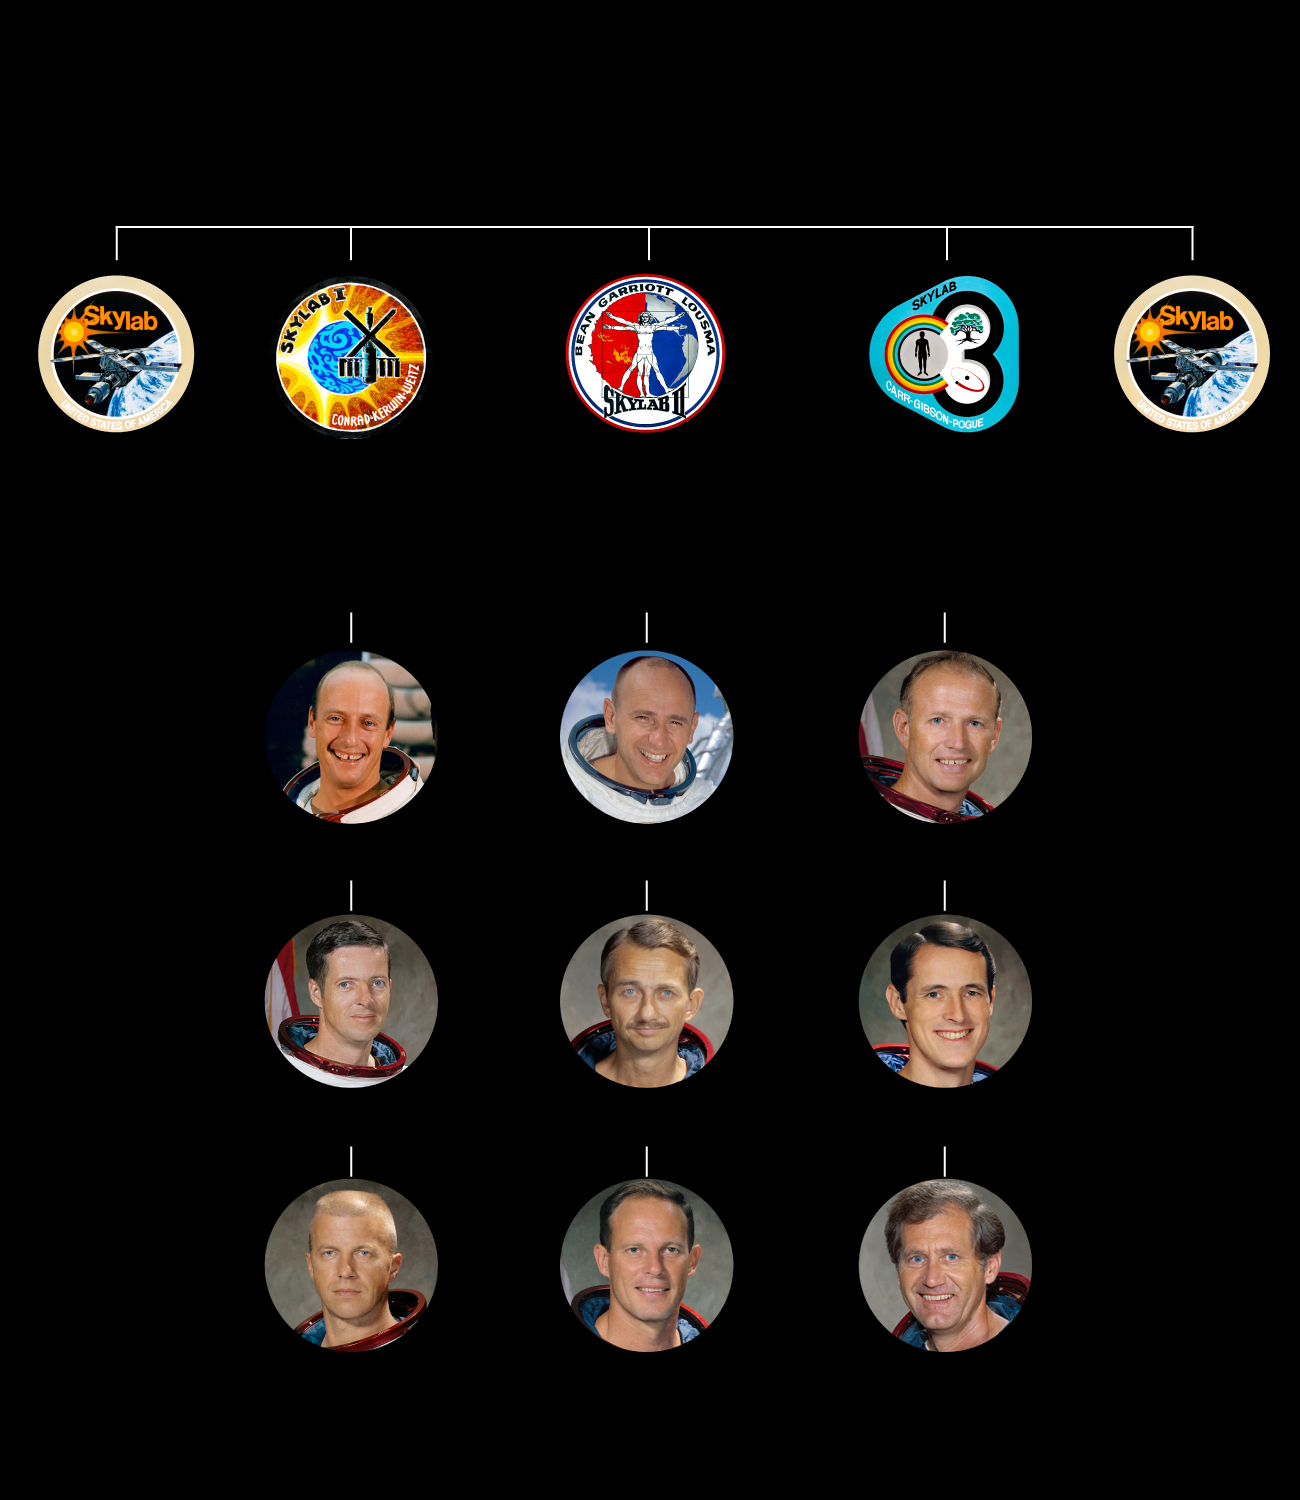 Skylab
UNITED STATES OF AMERICA
SKYLAB I
CONRAD·KERWIN·WEITZ
BEAN GARRIOTT LOUSMA
SKYLAB II
SKYLAB
3
CARR-GIBSON-POGUE
Skylab
UNITED STATES OF AMERICA